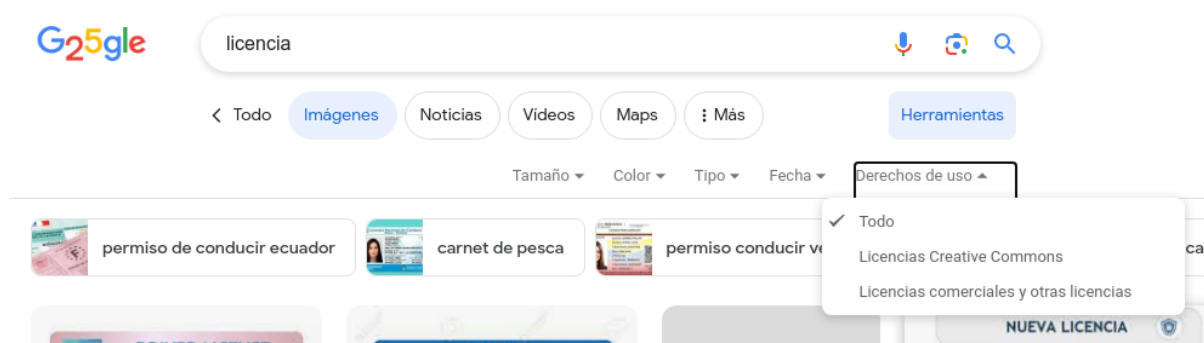 G25gle
licencia
Todo Imágenes Noticias Vídeos Maps Más Herramientas
Tamaño Color Tipo Fecha Derechos de uso
Todo
Licencias Creative Commons
Licencias comerciales y otras licencias
permiso de conducir ecuador carnet de pesca permiso conducir ve ca
NUEVA LICENCIA